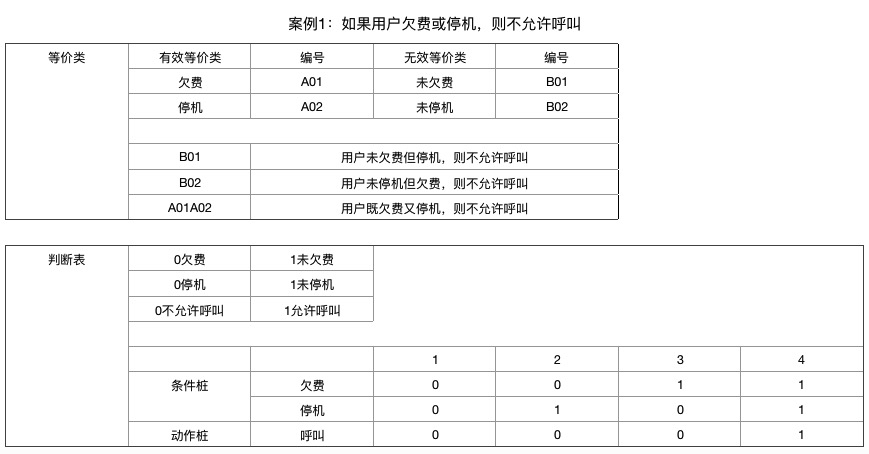 案例1：如果用户欠费或停机，则不允许呼叫
等价类 有效等价类 编号 无效等价类 编号
欠费 A01 未欠费 B01
停机 A02 未停机 B02
B01 用户未欠费但停机，则不允许呼叫
B02 用户未停机但欠费，则不允许呼叫
A01A02 用户既欠费又停机，则不允许呼叫
判断表 0欠费 1未欠费
0停机 1未停机
0不允许呼叫 1允许呼叫
1 2 3 4
条件桩 欠费 0 0 1 1
停机 0 1 0 1
动作桩 呼叫 0 0 0 1